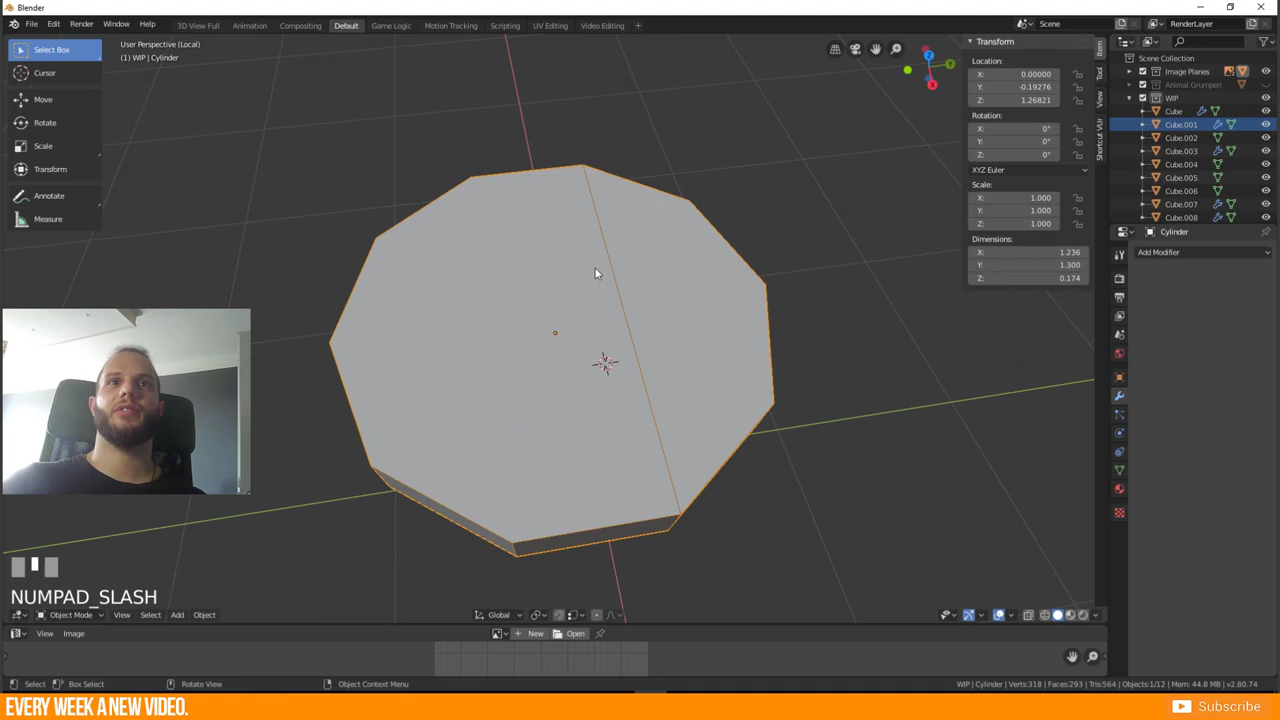 Blender
File Edit Render Window Help
3D View Full Animation Compositing Default Game Logic Motion Tracking Scripting UV Editing Video Editing +
Scene
RenderLayer
Select Box
Cursor
Move
Rotate
Scale
Transform
Annotate
Measure
User Perspective (Local)
(1) WIP | Cylinder
Z
Y
X
Transform
Location:
X: 0.00000
Y: -0.19276
Z: 1.26821
Rotation:
X: 0°
Y: 0°
Z: 0°
XYZ Euler
Scale:
X: 1.000
Y: 1.000
Z: 1.000
Dimensions:
X: 1.236
Y: 1.300
Z: 0.174
Item
Tool
View
Shortcut VUr
Scene Collection
Image Planes
Animal Grumperl
WIP
Cube
Cube.001
Cube.002
Cube.003
Cube.004
Cube.005
Cube.006
Cube.007
Cube.008
Cylinder
Add Modifier
NUMPAD_SLASH
Object Mode View Select Add Object
Global
View Image
New Open
Select Box Select Rotate View Object Context Menu
WIP | Cylinder | Verts:318 | Faces:293 | Tris:564 | Objects:1/12 | Mem: 44.8 MB | v2.80.74
EVERY WEEK A NEW VIDEO.
Subscribe